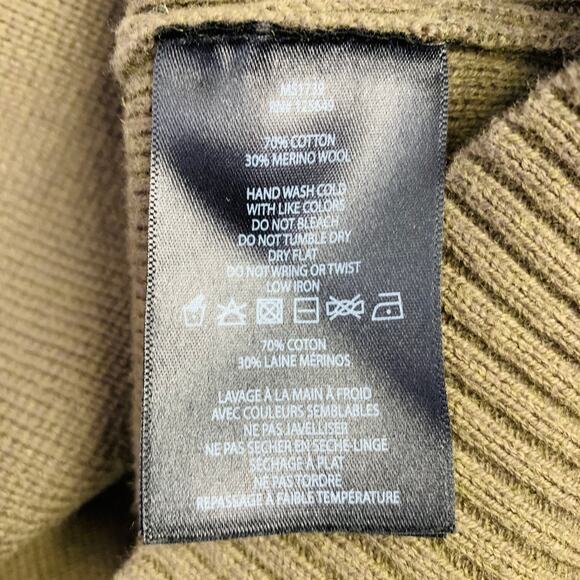 MS1739
RN# 125849
70% COTTON
30% MERINO WOOL
HAND WASH COLD
WITH LIKE COLORS
DO NOT BLEACH
DO NOT TUMBLE DRY
DRY FLAT
DO NOT WRING OR TWIST
LOW IRON
70% COTON
30% LAINE MÉRINOS
LAVAGE À LA MAIN À FROID
AVEC COULEURS SEMBLABLES
NE PAS JAVELLISER
NE PAS SÉCHER EN SÈCHE-LINGE
SÉCHAGE À PLAT
NE PAS TORDRE
REPASSAGE À FAIBLE TEMPÉRATURE